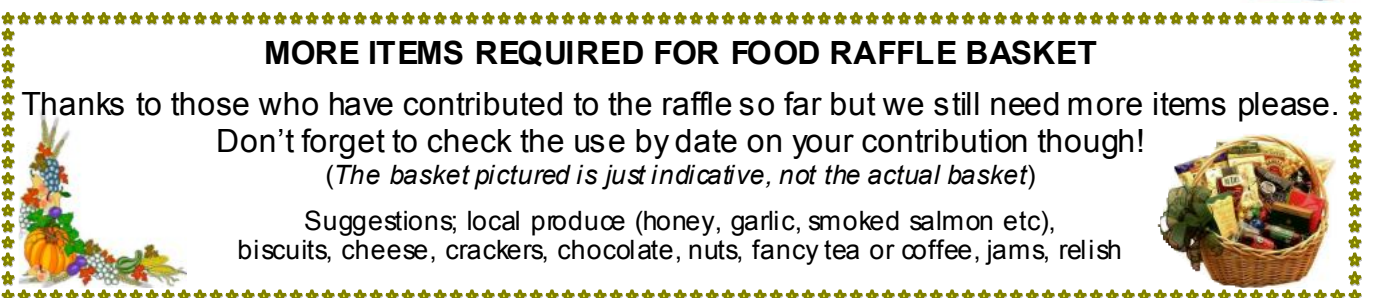 MORE ITEMS REQUIRED FOR FOOD RAFFLE BASKET
Thanks to those who have contributed to the raffle so far but we still need more items please.
Don't forget to check the use by date on your contribution though!
(The basket pictured is just indicative, not the actual basket)
Suggestions; local produce (honey, garlic, smoked salmon etc),
biscuits, cheese, crackers, chocolate, nuts, fancy tea or coffee, jams, relish